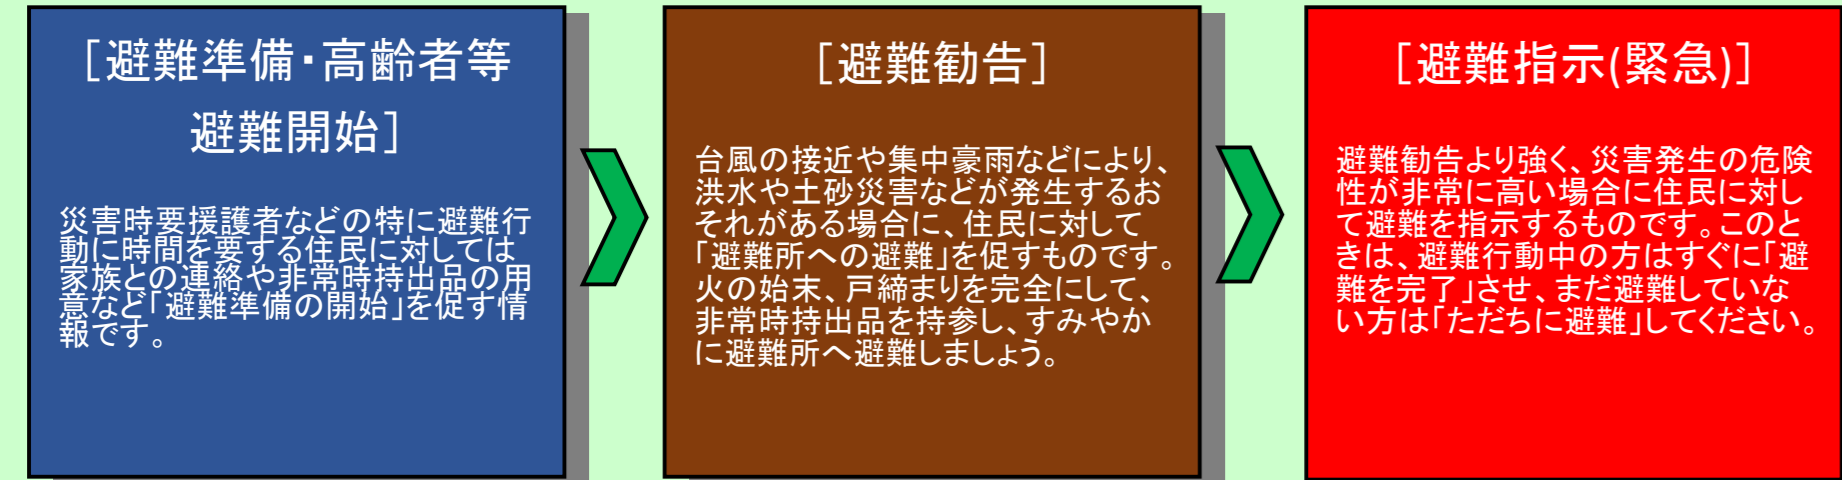 ［避難準備・高齢者等
避難開始］
災害時要援護者などの特に避難行
動に時間を要する住民に対しては
家族との連絡や非常時持出品の用
意など「避難準備の開始」を促す情
報です。
［避難勧告］
台風の接近や集中豪雨などにより、
洪水や土砂災害などが発生するお
それがある場合に、住民に対して
「避難所への避難」を促すものです。
火の始末、戸締まりを完全にして、
非常時持出品を持参し、すみやか
に避難所へ避難しましょう。
［避難指示(緊急)］
避難勧告より強く、災害発生の危険
性が非常に高い場合に住民に対し
て避難を指示するものです。このと
きは、避難行動中の方はすぐに「避
難を完了」させ、まだ避難していな
い方は「ただちに避難」してください。